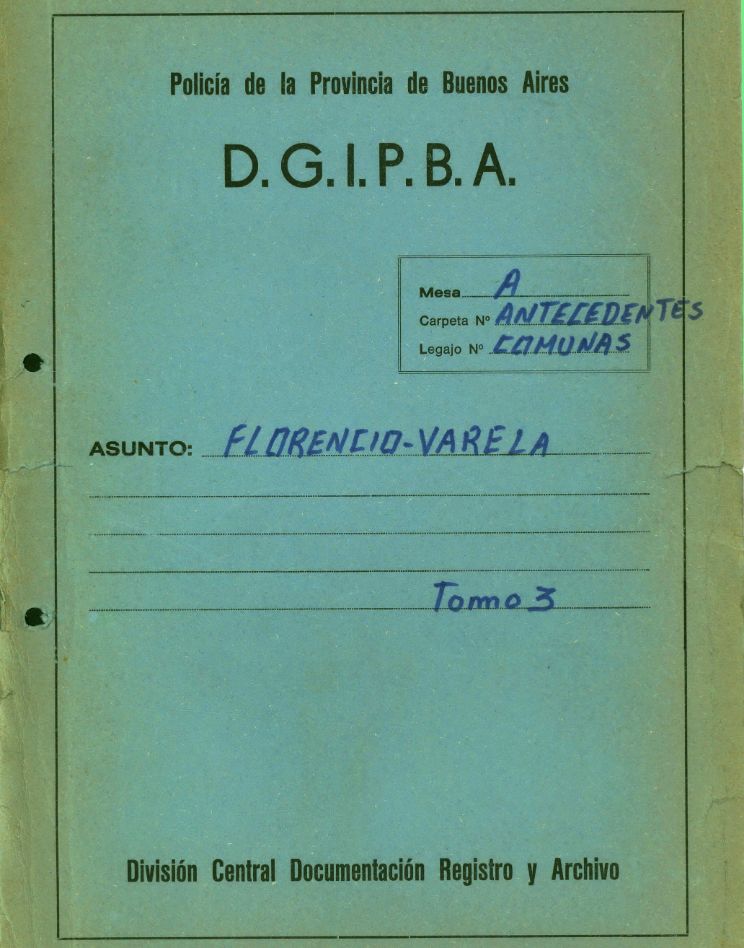 Policía de la Provincia de Buenos Aires
D.G.I.P.B.A.
Mesa A
Carpeta Nº ANTECEDENTES
Legajo Nº COMUNAS
ASUNTO: FLORENCIO-VARELA
Tomo 3
División Central Documentación Registro y Archivo